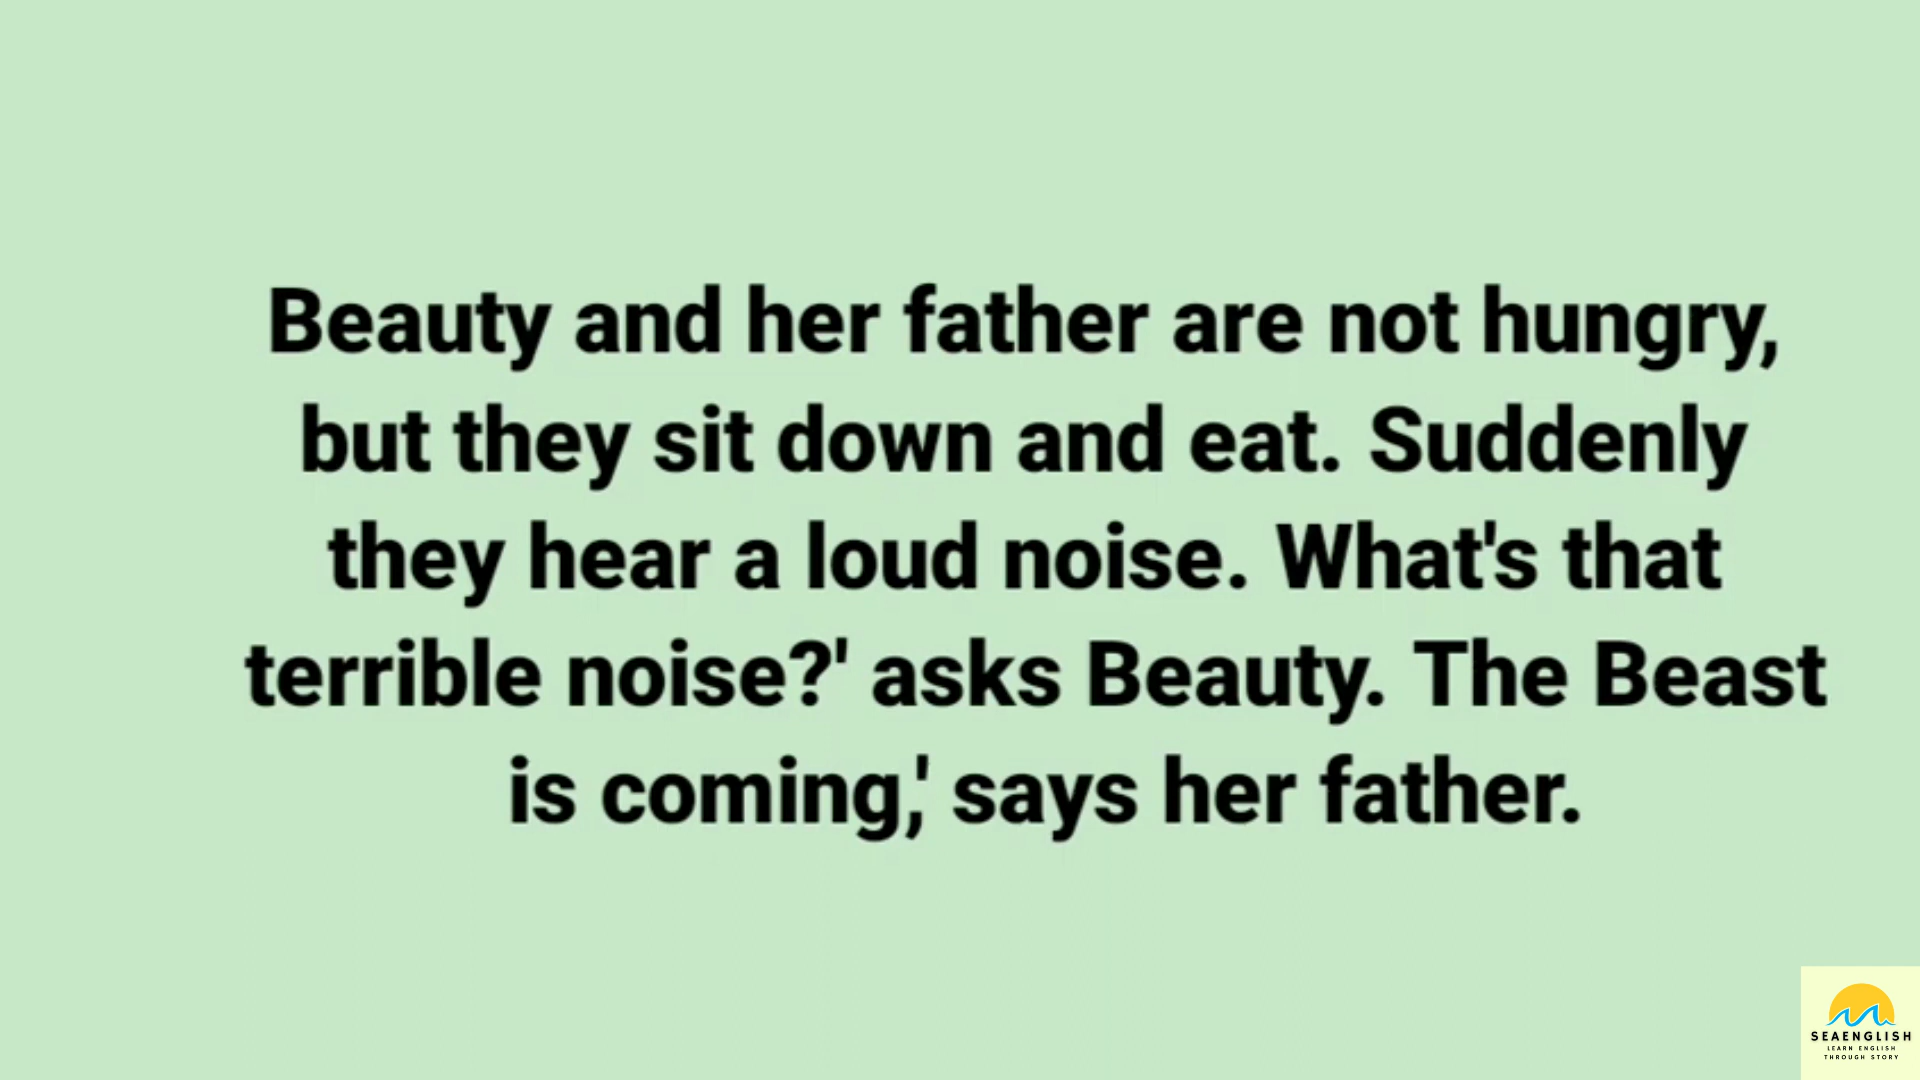 Beauty and her father are not hungry,
but they sit down and eat. Suddenly
they hear a loud noise. What's that
terrible noise?' asks Beauty. The Beast
is coming,' says her father.
SEAENGLISH
LEARN ENGLISH
THROUGH STORY